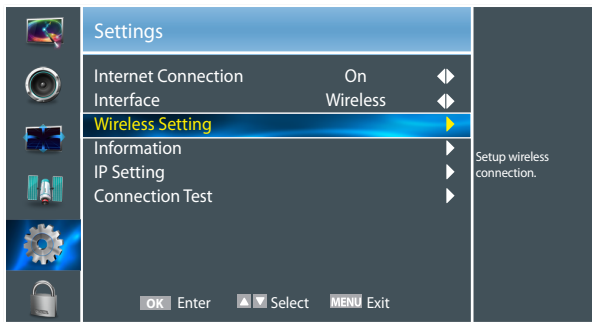 Settings
Internet Connection On
Interface Wireless
Wireless Setting
Information
IP Setting
Connection Test
Setup wireless
connection.
OK Enter Select MENU Exit